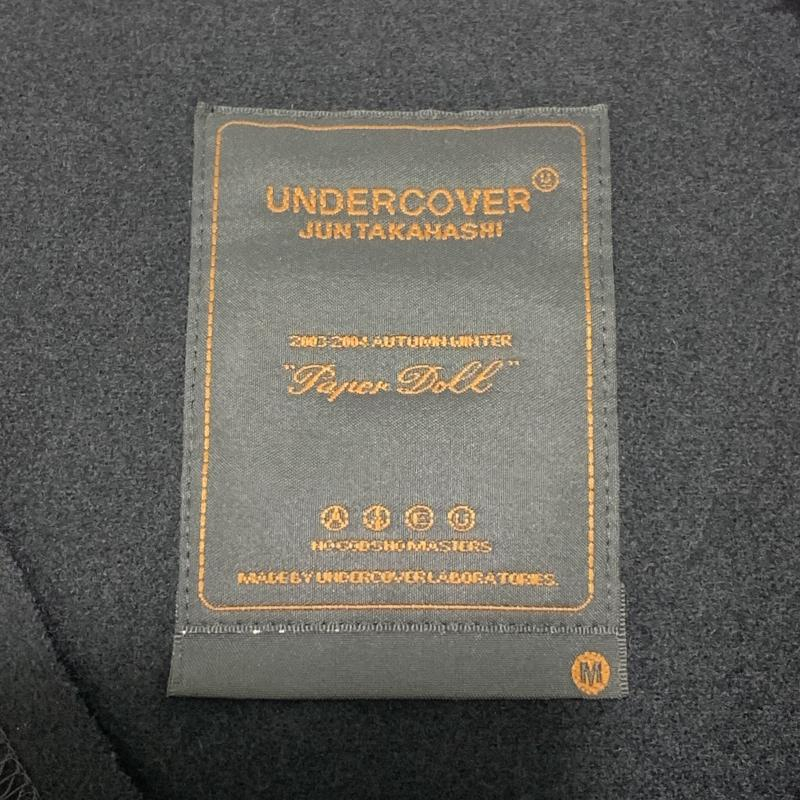 UNDERCOVER Ⓤ
JUN TAKAHASHI
2003-2004 AUTUMN-WINTER
"Paper Doll"
Ⓐ Ⓔ Ⓤ
NO GODS NO MASTERS
MADE BY UNDERCOVER LABORATORIES.
M